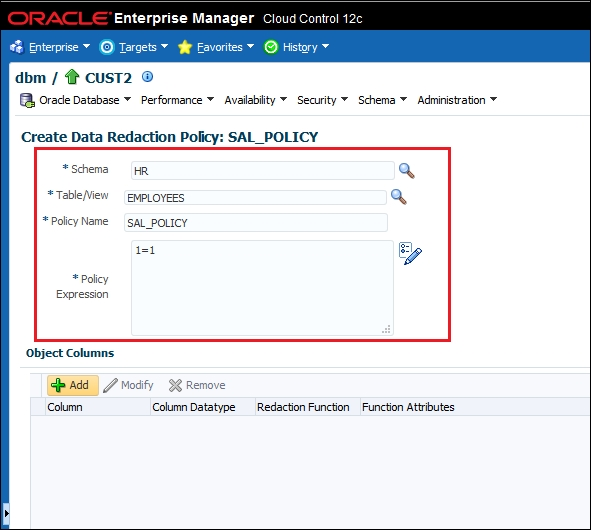 ORACLE Enterprise Manager Cloud Control 12c
Enterprise Targets Favorites History
dbm / CUST2
Oracle Database Performance Availability Security Schema Administration
Create Data Redaction Policy: SAL_POLICY
* Schema HR
* Table/View EMPLOYEES
* Policy Name SAL_POLICY
1=1
* Policy
Expression
Object Columns
Add Modify Remove
Column Column Datatype Redaction Function Function Attributes